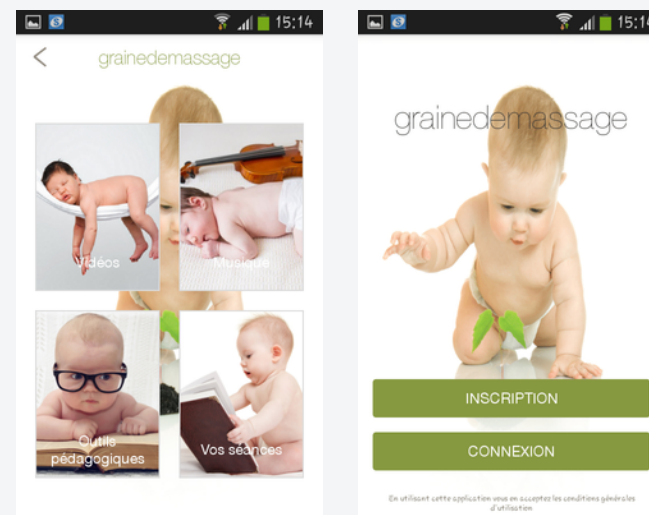 15:14
grainedemassage
Vidéos
Musique
Outils
pédagogiques
Vos séances
15:14
grainedemassage
INSCRIPTION
CONNEXION
En utilisant cette application vous en acceptez les conditions générales
d'utilisation